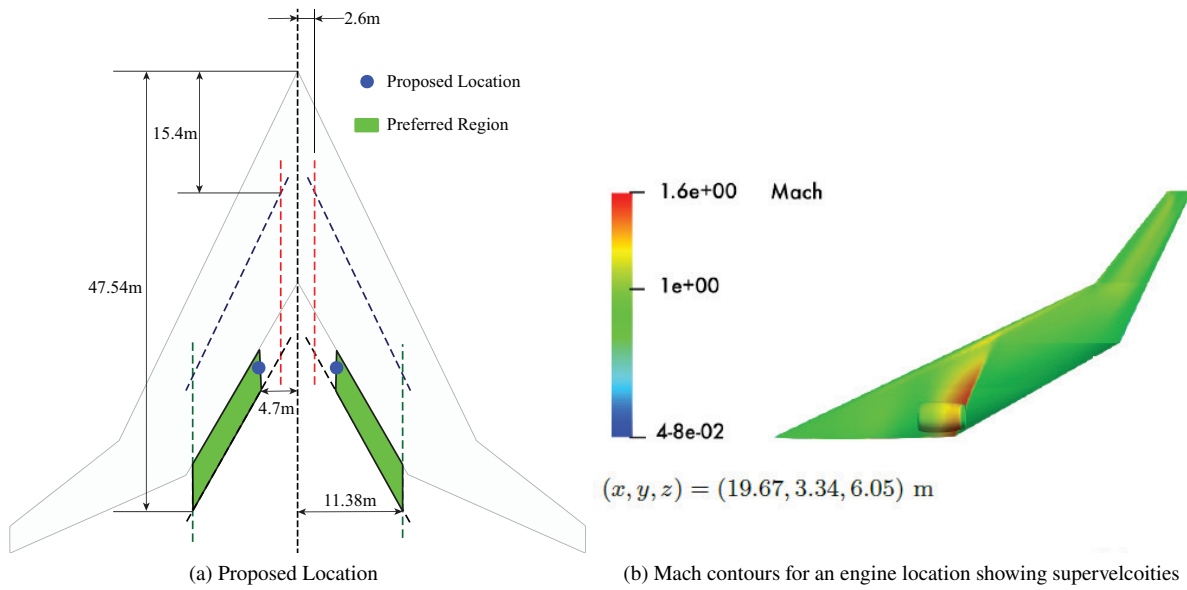 2.6m
Proposed Location
Preferred Region
15.4m
47.54m
4.7m
11.38m
(a) Proposed Location
1.6e+00 Mach
1e+00
4-8e-02
(x, y, z) = (19.67, 3.34, 6.05) m
(b) Mach contours for an engine location showing supervelcoities